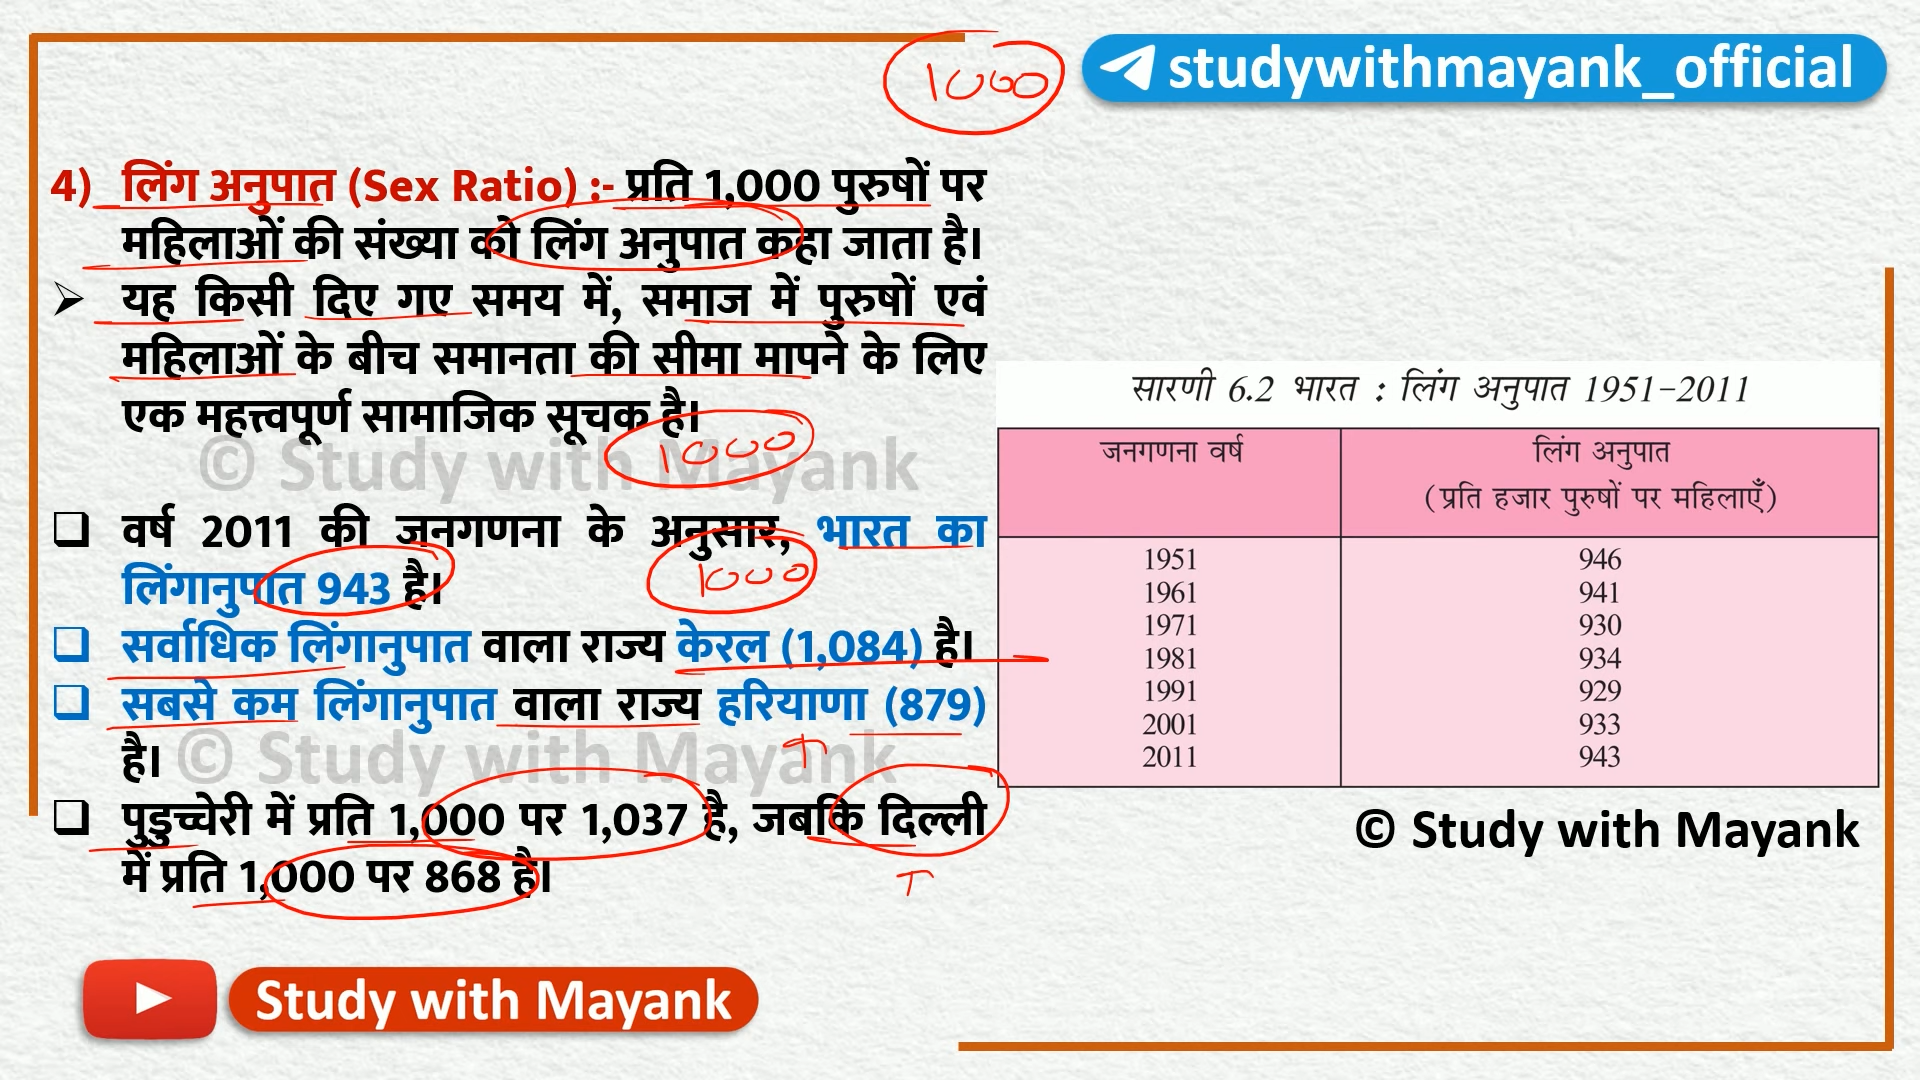 1000
studywithmayank_official
4) लिंग अनुपात (Sex Ratio) :- प्रति 1,000 पुरुषों पर
महिलाओं की संख्या को लिंग अनुपात कहा जाता है।
➢ यह किसी दिए गए समय में, समाज में पुरुषों एवं
महिलाओं के बीच समानता की सीमा मापने के लिए
एक महत्त्वपूर्ण सामाजिक सूचक है।
1000
© Study with Mayank
❑ वर्ष 2011 की जनगणना के अनुसार, भारत का
लिंगानुपात 943 है।
1000
❑ सर्वाधिक लिंगानुपात वाला राज्य केरल (1,084) है।
❑ सबसे कम लिंगानुपात वाला राज्य हरियाणा (879)
है।
© Study with Mayank
❑ पुडुच्चेरी में प्रति 1,000 पर 1,037 है, जबकि दिल्ली
में प्रति 1,000 पर 868 है।
सारणी 6.2 भारत : लिंग अनुपात 1951-2011
जनगणना वर्ष लिंग अनुपात
(प्रति हजार पुरुषों पर महिलाएँ)
1951 946
1961 941
1971 930
1981 934
1991 929
2001 933
2011 943
© Study with Mayank
Study with Mayank